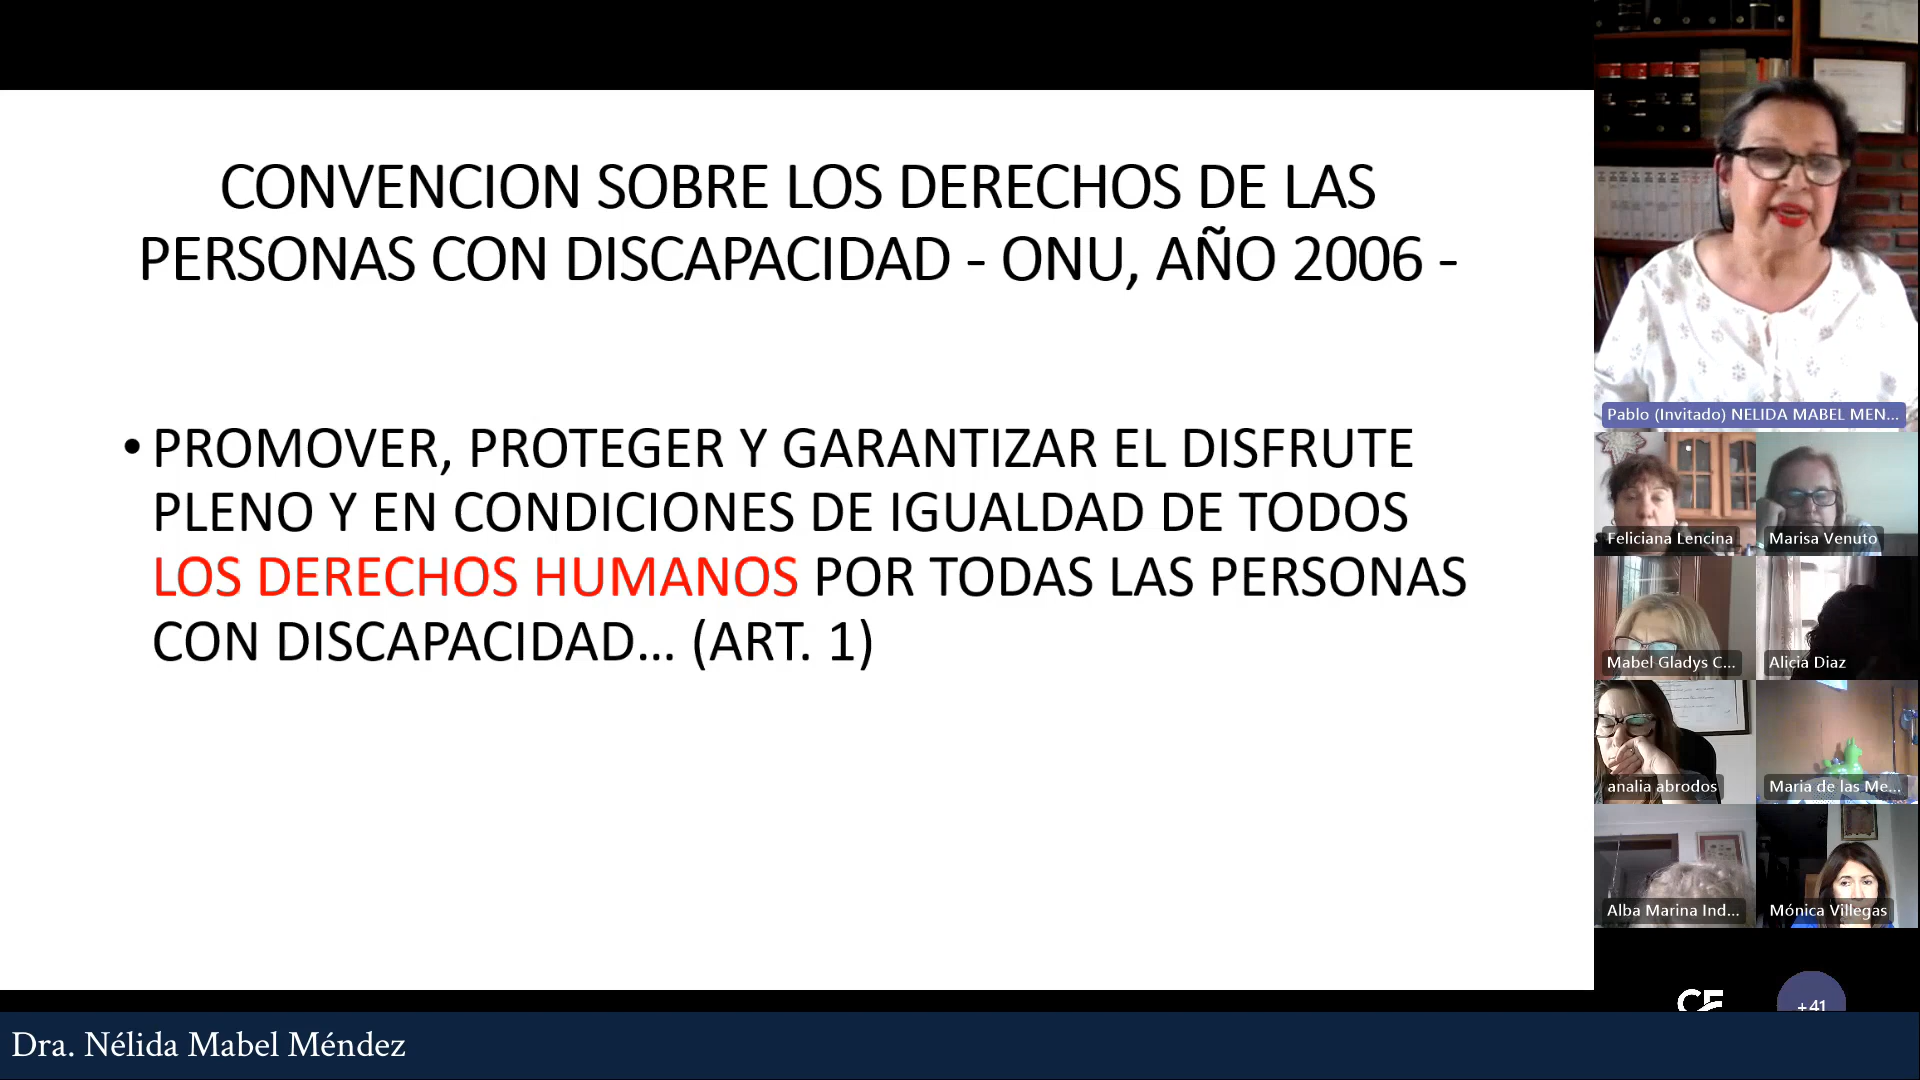 CONVENCION SOBRE LOS DERECHOS DE LAS
PERSONAS CON DISCAPACIDAD - ONU, AÑO 2006 -
• PROMOVER, PROTEGER Y GARANTIZAR EL DISFRUTE
PLENO Y EN CONDICIONES DE IGUALDAD DE TODOS
LOS DERECHOS HUMANOS POR TODAS LAS PERSONAS
CON DISCAPACIDAD... (ART. 1)
Pablo (Invitado) NELIDA MABEL MEN...
Feliciana Lencina
Marisa Venuto
Mabel Gladys C...
Alicia Diaz
analia abrodos
Maria de las Me...
Alba Marina Ind...
Mónica Villegas
CF
+41
Dra. Nélida Mabel Méndez